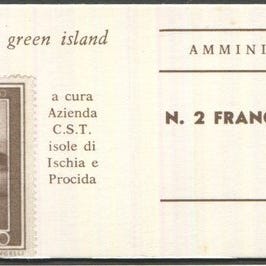 green island
a cura
Azienda
C.S.T.
isole di
Ischia e
Procida
AMMINI
N. 2 FRANC